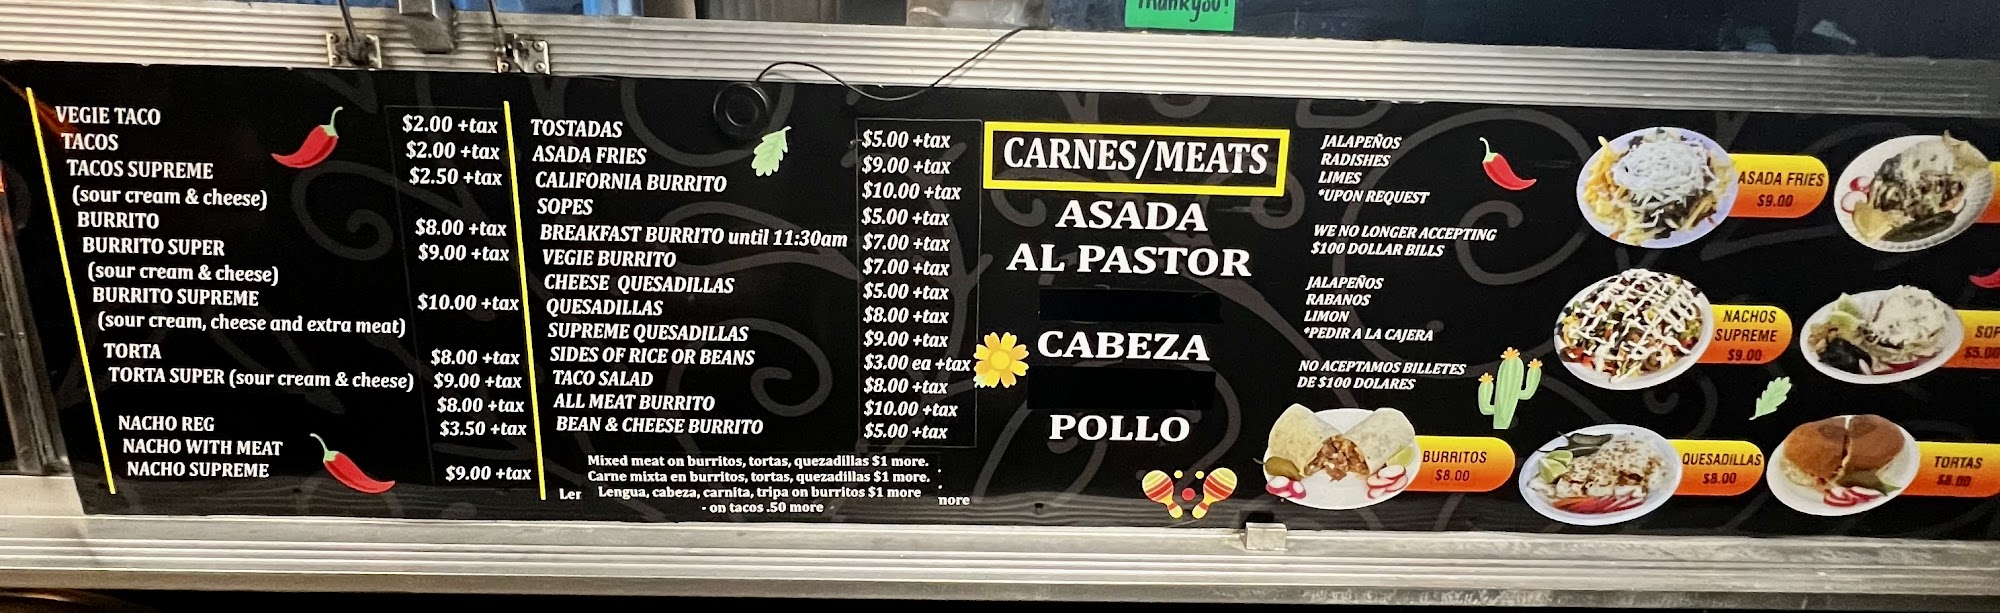 Thank you!
VEGIE TACO $2.00 +tax
TACOS $2.00 +tax
TACOS SUPREME $2.50 +tax
(sour cream & cheese)
BURRITO $8.00 +tax
BURRITO SUPER $9.00 +tax
(sour cream & cheese)
BURRITO SUPREME $10.00 +tax
(sour cream, cheese and extra meat)
TORTA $8.00 +tax
TORTA SUPER (sour cream & cheese) $9.00 +tax
$8.00 +tax
NACHO REG $3.50 +tax
NACHO WITH MEAT
NACHO SUPREME $9.00 +tax
TOSTADAS $5.00 +tax
ASADA FRIES $9.00 +tax
CALIFORNIA BURRITO $10.00 +tax
SOPES $5.00 +tax
BREAKFAST BURRITO until 11:30am $7.00 +tax
VEGIE BURRITO $7.00 +tax
CHEESE QUESADILLAS $5.00 +tax
QUESADILLAS $8.00 +tax
SUPREME QUESADILLAS $9.00 +tax
SIDES OF RICE OR BEANS $3.00 ea +tax
TACO SALAD $8.00 +tax
ALL MEAT BURRITO $10.00 +tax
BEAN & CHEESE BURRITO $5.00 +tax
Mixed meat on burritos, tortas, quezadillas $1 more.
Carne mixta en burritos, tortas, quezadillas $1 more.
Len Lengua, cabeza, carnita, tripa on burritos $1 more nore
- on tacos .50 more
CARNES/MEATS
ASADA
AL PASTOR
CABEZA
POLLO
JALAPEÑOS
RADISHES
LIMES
*UPON REQUEST
WE NO LONGER ACCEPTING
$100 DOLLAR BILLS
JALAPEÑOS
RABANOS
LIMON
*PEDIR A LA CAJERA
NO ACEPTAMOS BILLETES
DE $100 DOLARES
ASADA FRIES
$9.00
NACHOS
SUPREME
$9.00
SOP
$5.00
BURRITOS
$8.00
QUESADILLAS
$8.00
TORTAS
$8.00